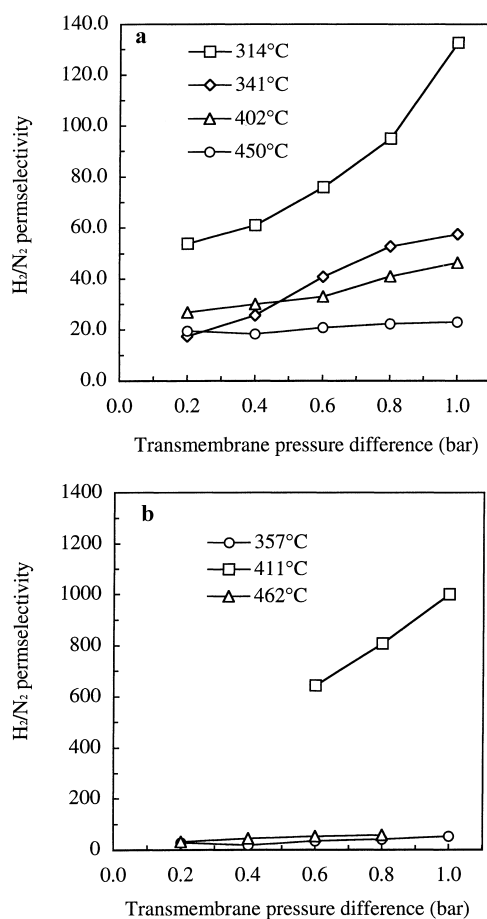 a
140.0
120.0
100.0
80.0
60.0
40.0
20.0
0.0
H₂/N₂ permselectivity
314°C
341°C
402°C
450°C
0.0 0.2 0.4 0.6 0.8 1.0
Transmembrane pressure difference (bar)
b
1400
1200
1000
800
600
400
200
0
H₂/N₂ permselectivity
357°C
411°C
462°C
0.0 0.2 0.4 0.6 0.8 1.0
Transmembrane pressure difference (bar)